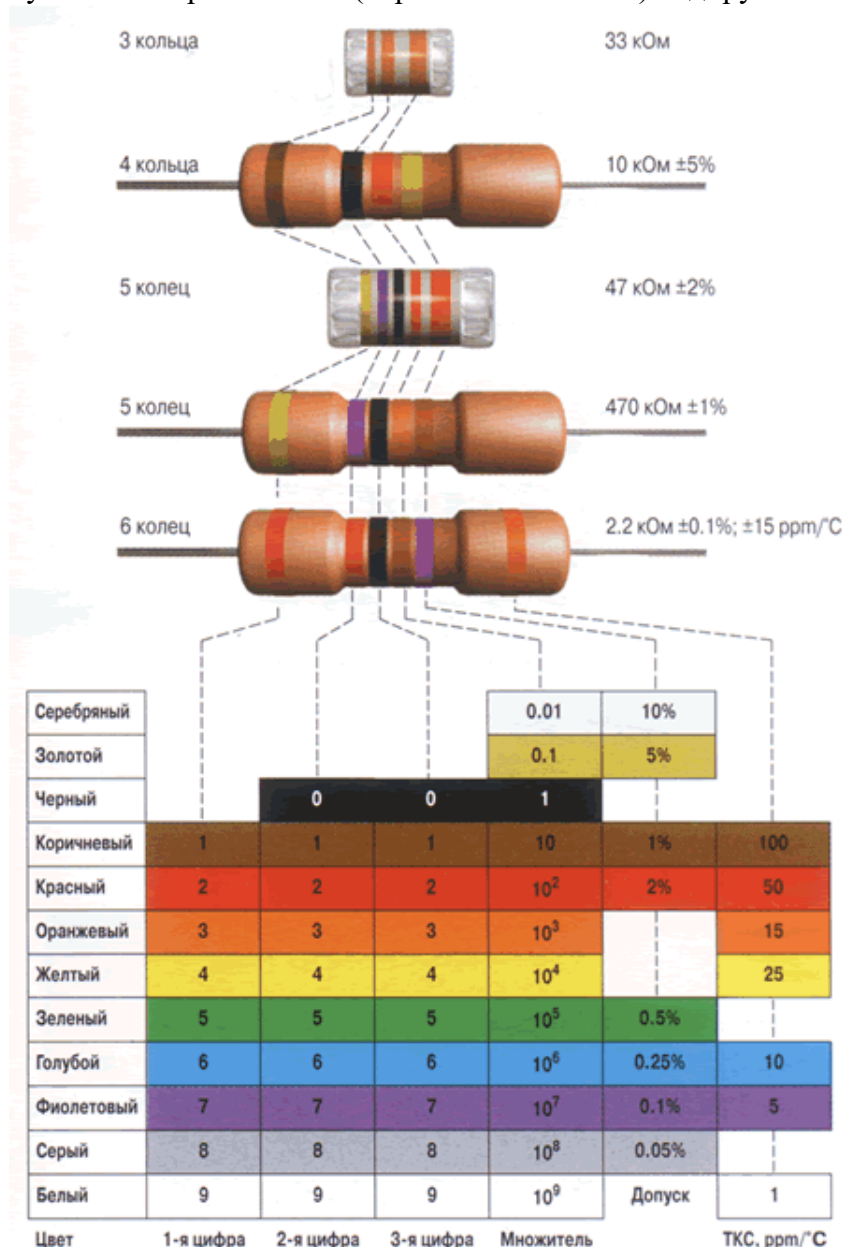 3 кольца 33 кОм
4 кольца 10 кОм ±5%
5 колец 47 кОм ±2%
5 колец 470 кОм ±1%
6 колец 2.2 кОм ±0.1%; ±15 ppm/°C
Серебряный 0.01 10%
Золотой 0.1 5%
Черный 0 0 1
Коричневый 1 1 1 10 1% 100
Красный 2 2 2 10² 2% 50
Оранжевый 3 3 3 10³ 15
Желтый 4 4 4 10⁴ 25
Зеленый 5 5 5 10⁵ 0.5%
Голубой 6 6 6 10⁶ 0.25% 10
Фиолетовый 7 7 7 10⁷ 0.1% 5
Серый 8 8 8 10⁸ 0.05%
Белый 9 9 9 10⁹ Допуск 1
Цвет 1-я цифра 2-я цифра 3-я цифра Множитель ТКС, ppm/°C